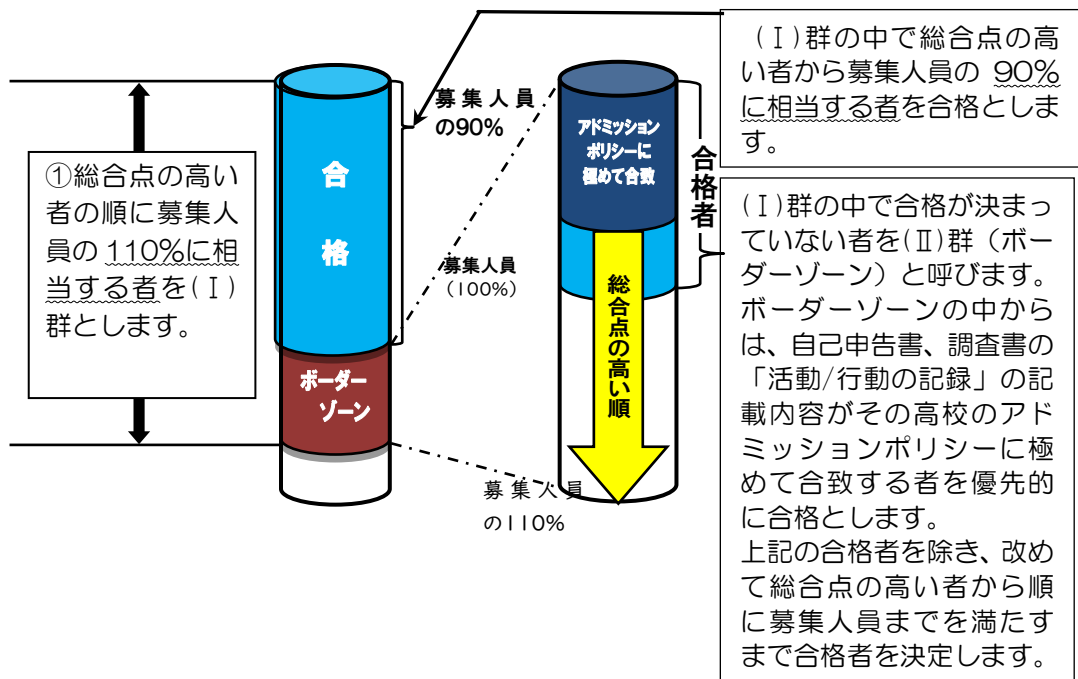 ①総合点の高い
者の順に募集人
員の 110%に相
当する者を(Ⅰ)
群とします。
合
格
ボーダー
ゾーン
募集人員
の90%
募集人員
(100%)
募集人員
の110%
アドミッション
ポリシーに
極めて合致
総合点の高い順
合格者
(Ⅰ)群の中で総合点の高
い者から募集人員の 90%
に相当する者を合格としま
す。
(Ⅰ)群の中で合格が決まっ
ていない者を(Ⅱ)群（ボー
ダーゾーン）と呼びます。
ボーダーゾーンの中から
は、自己申告書、調査書の
「活動/行動の記録」の記
載内容がその高校のアド
ミッションポリシーに極
めて合致する者を優先的
に合格とします。
上記の合格者を除き、改め
て総合点の高い者から順
に募集人員までを満たす
まで合格者を決定します。